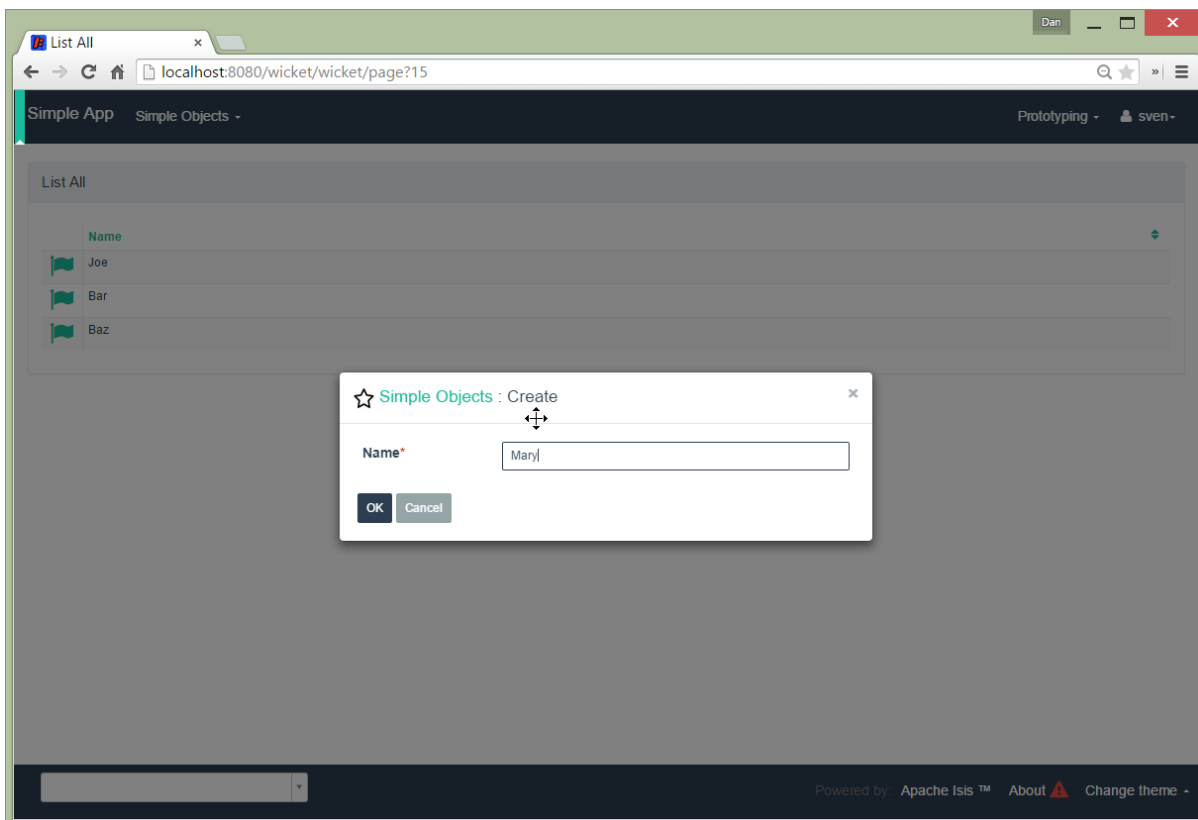 Dan
List All
localhost:8080/wicket/wicket/page?15
Simple App Simple Objects Prototyping sven
List All
Name
Joe
Bar
Baz
Simple Objects : Create
Name*
Mary
OK Cancel
Powered by: Apache Isis ™ About Change theme